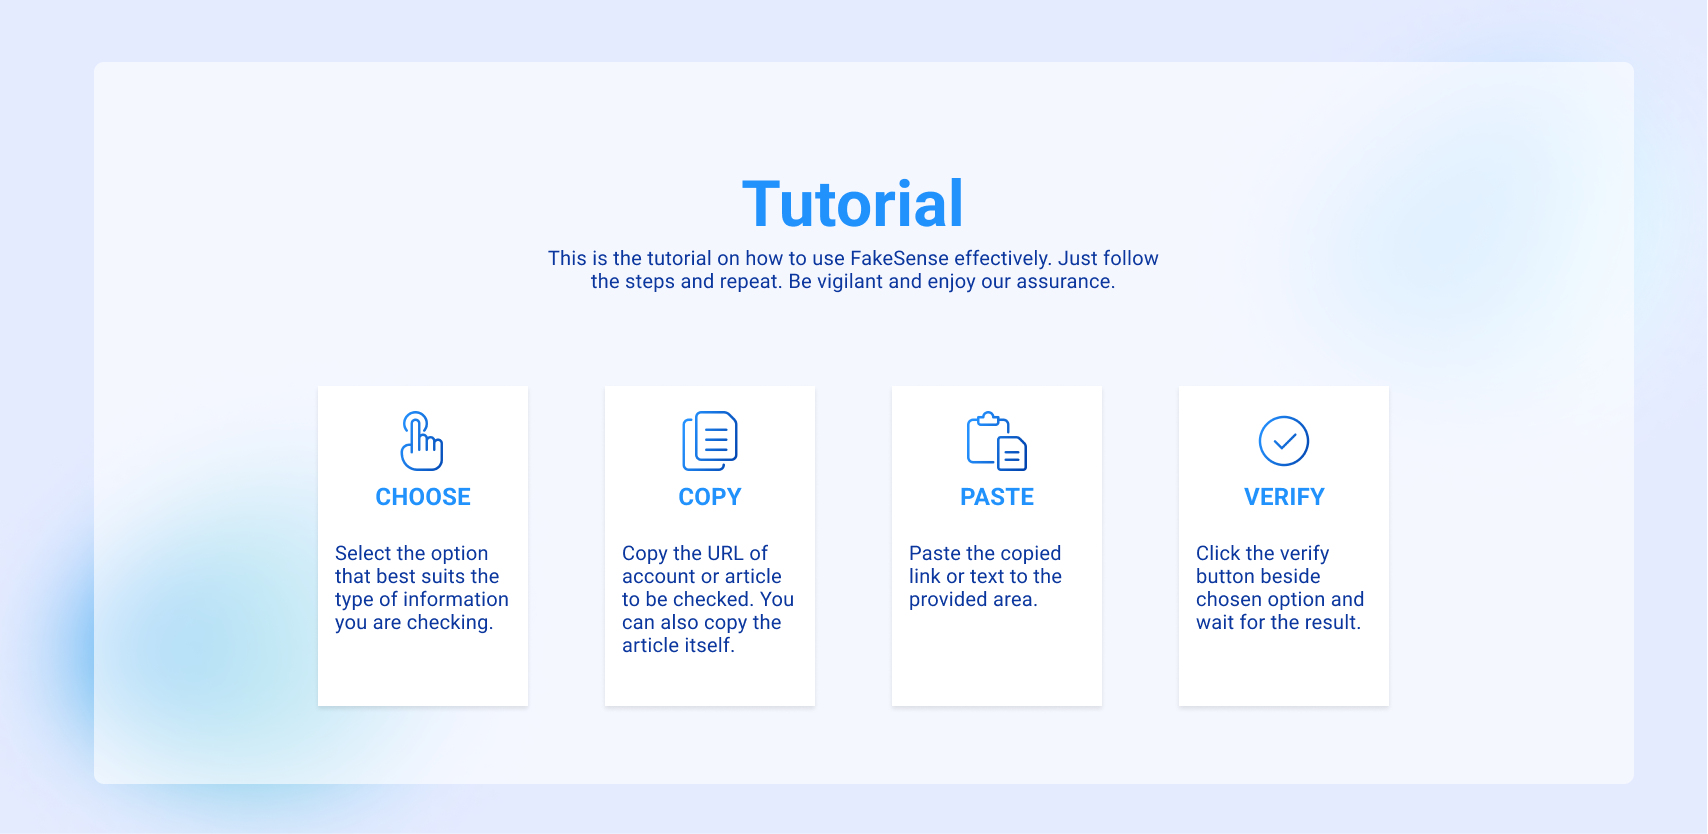 Tutorial
This is the tutorial on how to use FakeSense effectively. Just follow
the steps and repeat. Be vigilant and enjoy our assurance.
CHOOSE
Select the option
that best suits the
type of information
you are checking.
COPY
Copy the URL of
account or article
to be checked. You
can also copy the
article itself.
PASTE
Paste the copied
link or text to the
provided area.
VERIFY
Click the verify
button beside
chosen option and
wait for the result.